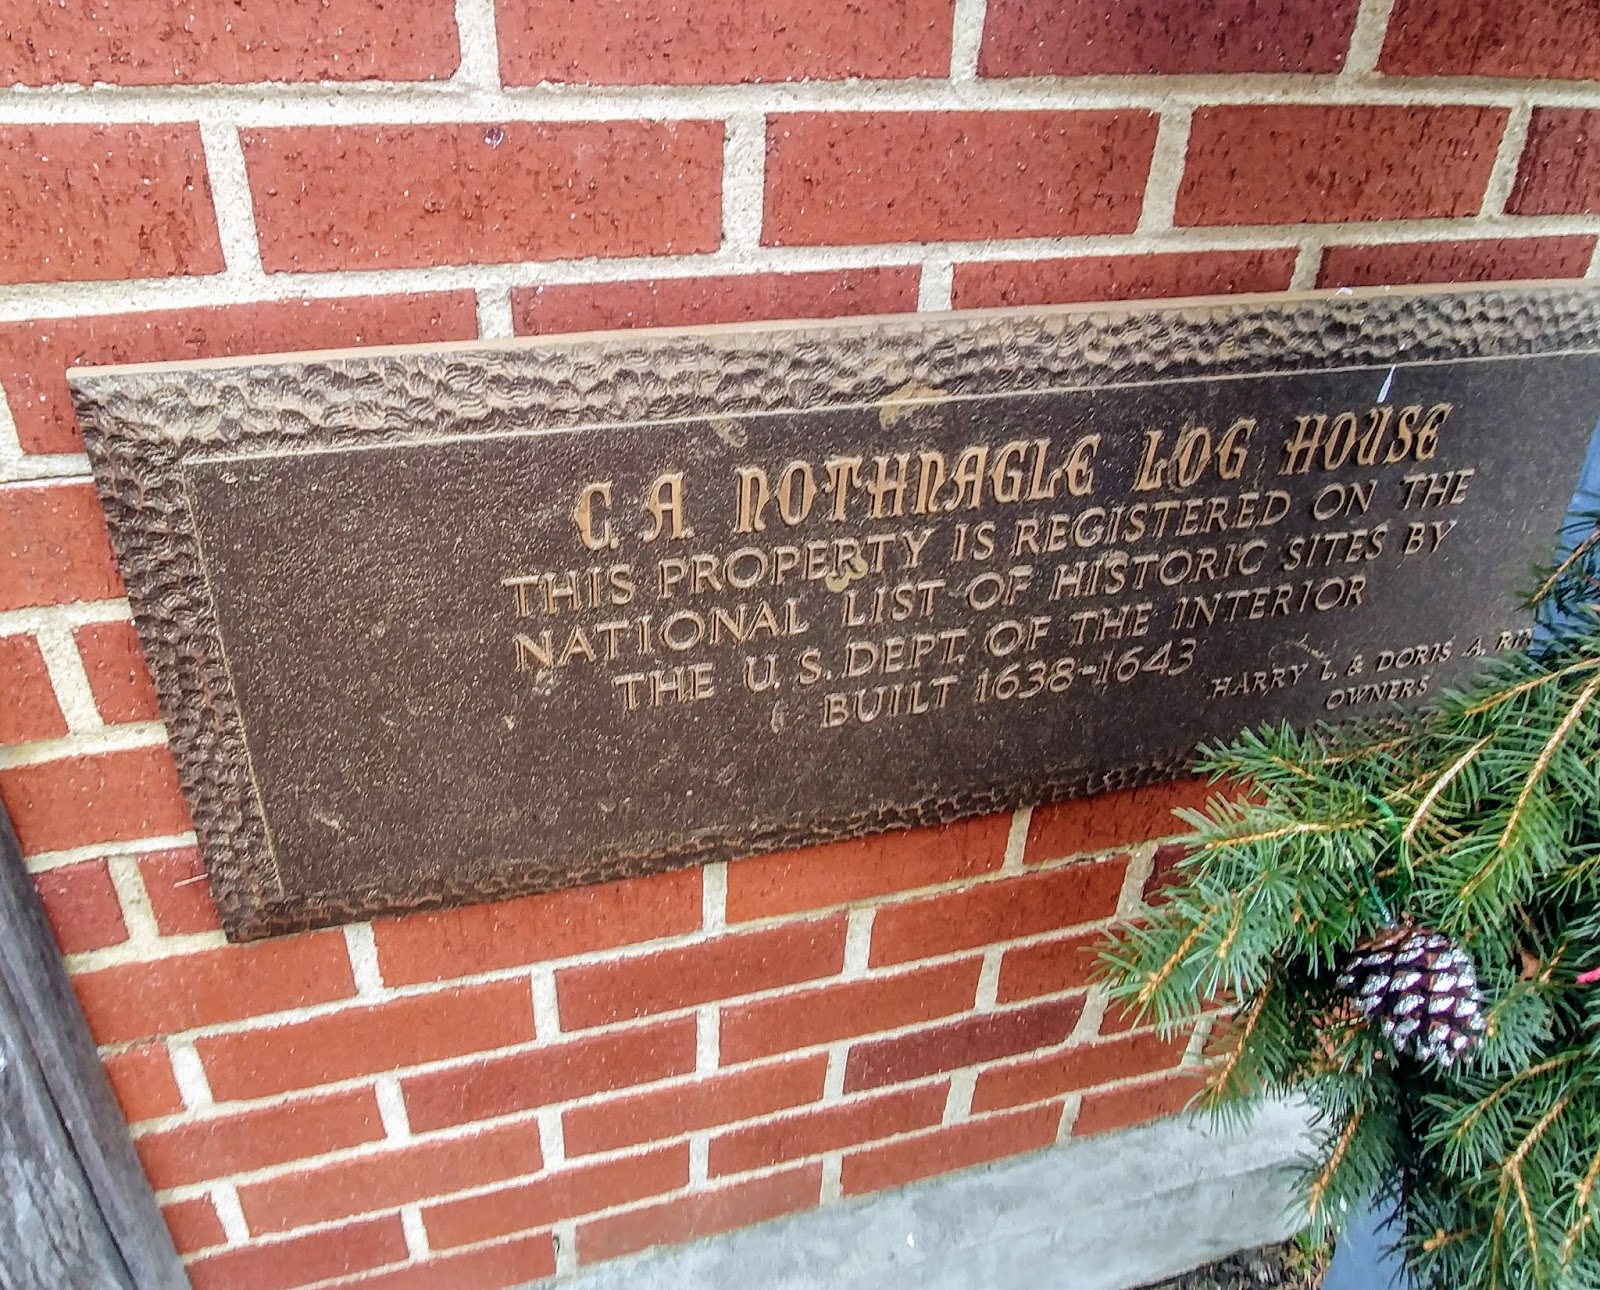 C. A. NOTHNAGLE LOG HOUSE
THIS PROPERTY IS REGISTERED ON THE
NATIONAL LIST OF HISTORIC SITES BY
THE U.S. DEPT. OF THE INTERIOR
BUILT 1638-1643
HARRY L. & DORIS A.
OWNERS